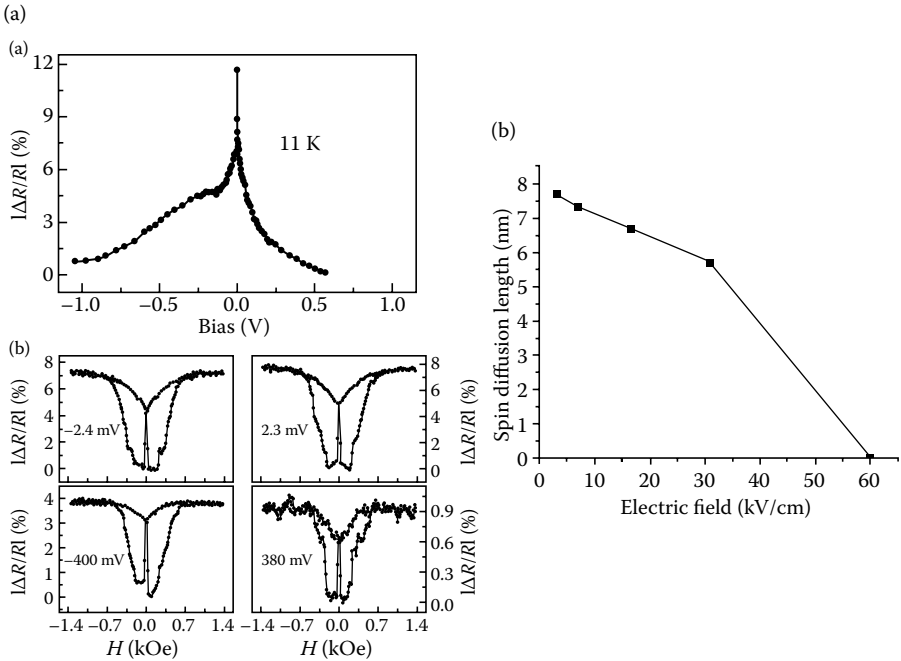 (a)
(a)
12
9
6
3
0
|ΔR/R| (%)
11 K
−1.0
−0.5
0.0
0.5
1.0
Bias (V)
(b)
8
6
4
2
0
|ΔR/R| (%)
−2.4 mV
8
6
4
2
0
|ΔR/R| (%)
2.3 mV
4
3
2
1
0
|ΔR/R| (%)
−400 mV
0.9
0.6
0.3
0.0
|ΔR/R| (%)
380 mV
−1.4 −0.7 0.0 0.7 1.4
H (kOe)
−1.4 −0.7 0.0 0.7 1.4
H (kOe)
(b)
8
7
6
5
4
3
2
1
0
Spin diffusion length (nm)
0 10 20 30 40 50 60
Electric field (kV/cm)